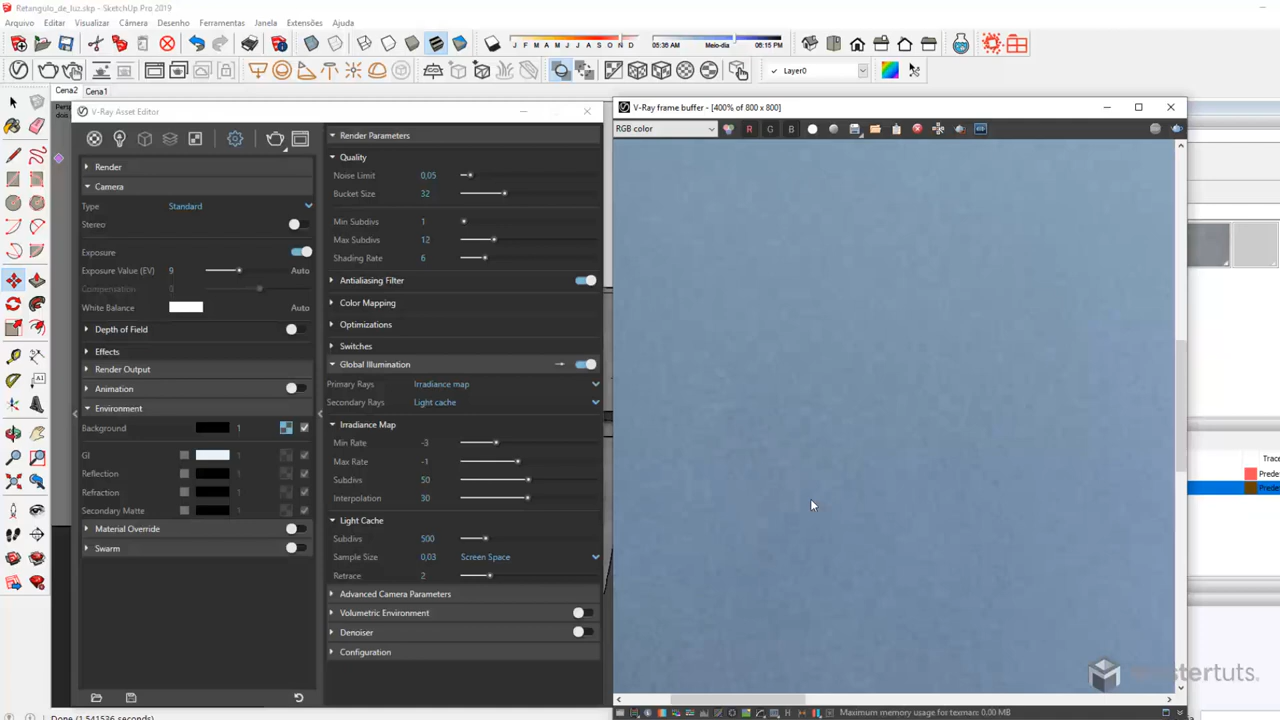 Retangulo_de_luz.skp - SketchUp Pro 2019
Arquivo Editar Visualizar Câmera Desenho Ferramentas Janela Extensões Ajuda
J F M A M J J A S O N D 05:36 AM Meio-dia 06:15 PM
Layer0
Cena2 Cena1
V-Ray Asset Editor
V-Ray frame buffer - [400% of 800 x 800]
RGB color R G B
Render
Camera
Type Standard
Stereo
Exposure
Exposure Value (EV) 9 Auto
Compensation
White Balance Auto
Depth of Field
Effects
Render Output
Animation
Environment
Background 1
GI 1
Reflection 1
Refraction 1
Secondary Matte 1
Material Override
Swarm
Render Parameters
Quality
Noise Limit 0,05
Bucket Size 32
Min Subdivs 1
Max Subdivs 12
Shading Rate 6
Antialiasing Filter
Color Mapping
Optimizations
Switches
Global Illumination
Primary Rays Irradiance map
Secondary Rays Light cache
Irradiance Map
Min Rate -3
Max Rate -1
Subdivs 50
Interpolation 30
Light Cache
Subdivs 500
Sample Size 0,03 Screen Space
Retrace 2
Advanced Camera Parameters
Volumetric Environment
Denoiser
Configuration
Trace
Prede
Prede
Maximum memory usage for texman: 0.00 MB
Done (1.541536 seconds)